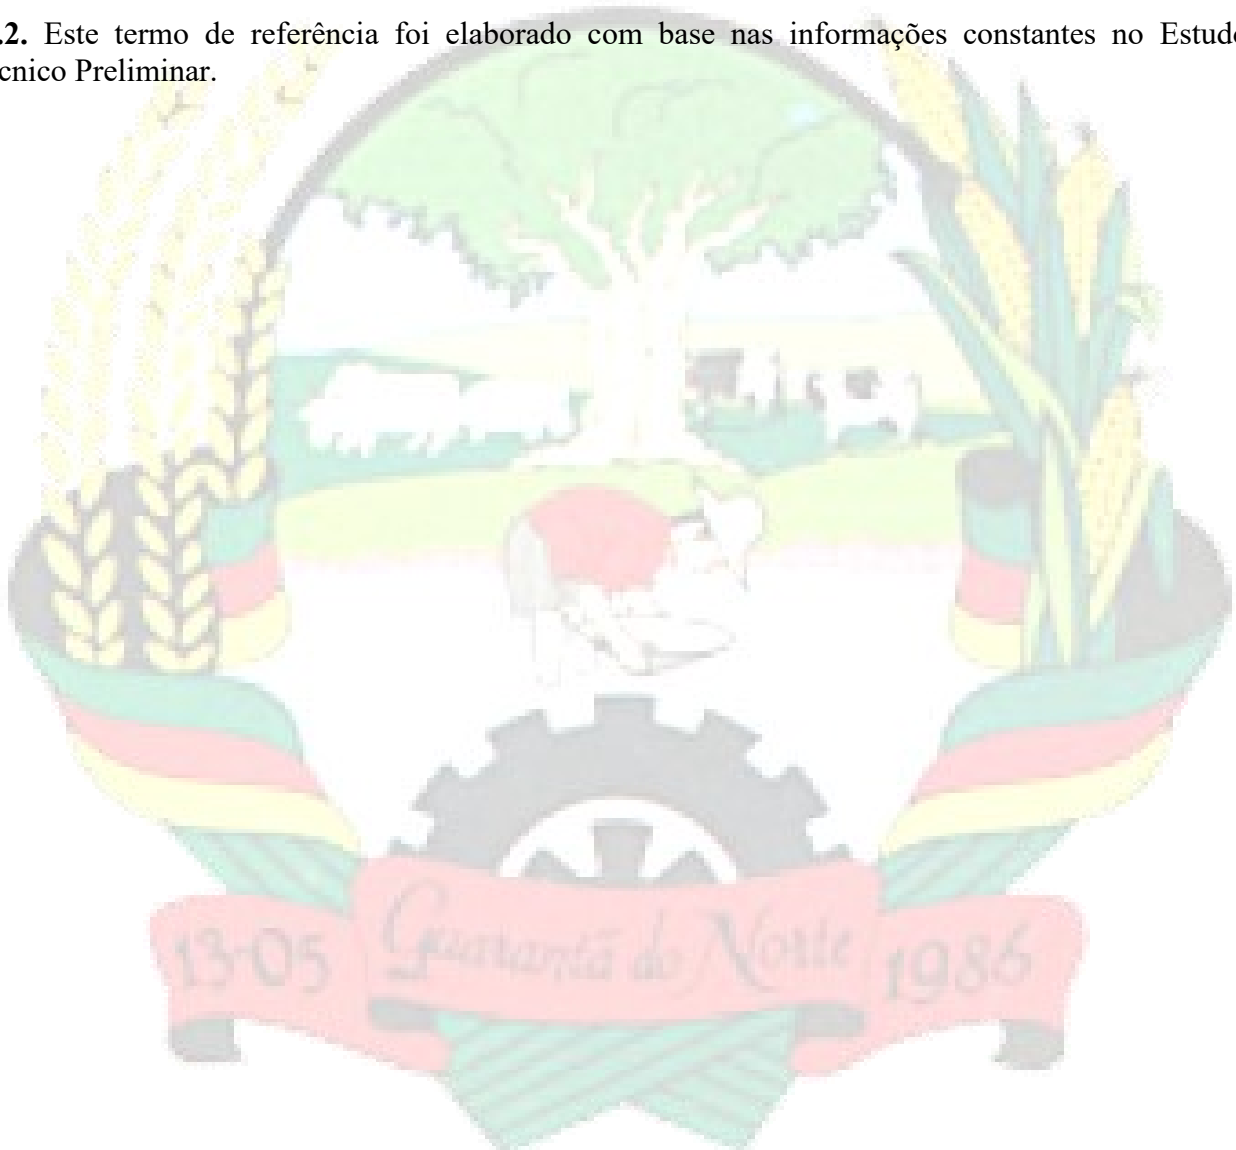 .2. Este termo de referência foi elaborado com base nas informações constantes no Estudo
cnico Preliminar.
13-05 Guarantã do Norte 1986